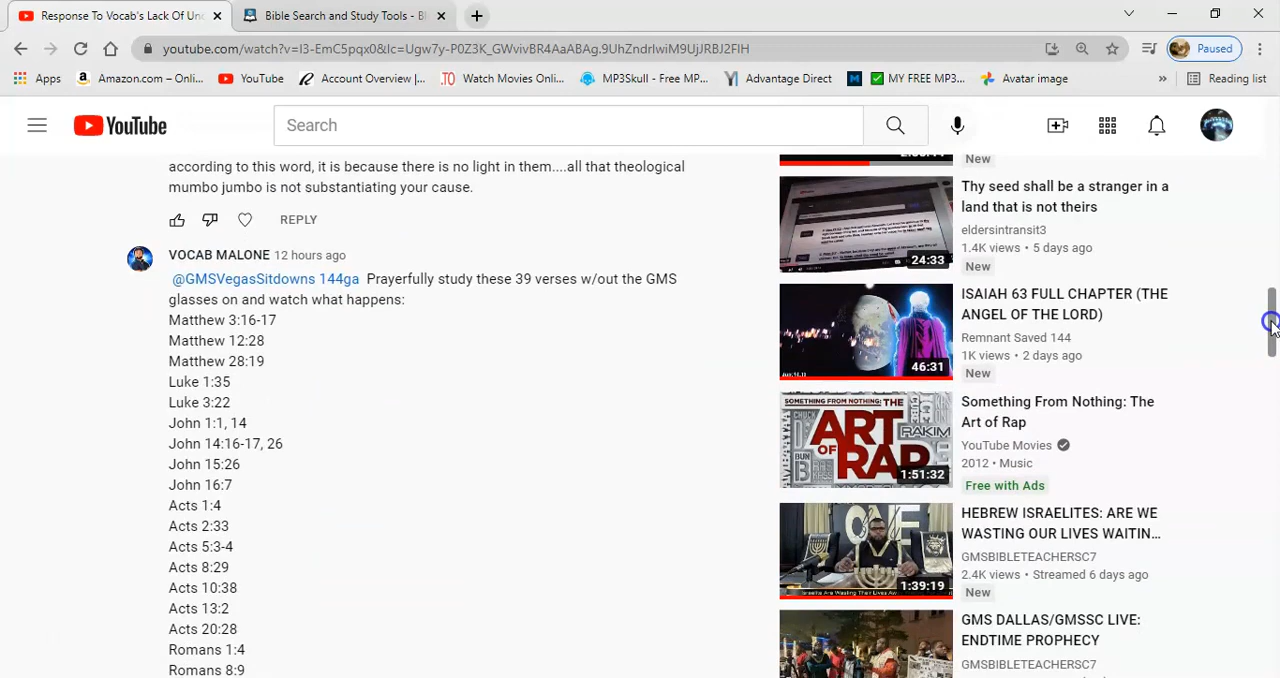 Response To Vocab's Lack Of Und
Bible Search and Study Tools - Bl
youtube.com/watch?v=I3-EmC5pqx0&lc=Ugw7y-P0Z3K_GWvivBR4AaABAg.9UhZndrIwiM9UjJRBJ2FIH
Paused
Apps
Amazon.com – Onli...
YouTube
Account Overview |...
Watch Movies Onli...
MP3Skull - Free MP...
Advantage Direct
MY FREE MP3...
Avatar image
»
Reading list
YouTube
Search
according to this word, it is because there is no light in them....all that theological
mumbo jumbo is not substantiating your cause.
REPLY
VOCAB MALONE 12 hours ago
@GMSVegasSitdowns 144ga Prayerfully study these 39 verses w/out the GMS
glasses on and watch what happens:
Matthew 3:16-17
Matthew 12:28
Matthew 28:19
Luke 1:35
Luke 3:22
John 1:1, 14
John 14:16-17, 26
John 15:26
John 16:7
Acts 1:4
Acts 2:33
Acts 5:3-4
Acts 8:29
Acts 10:38
Acts 13:2
Acts 20:28
Romans 1:4
Romans 8:9
New
24:33
Thy seed shall be a stranger in a
land that is not theirs
eldersintransit3
1.4K views • 5 days ago
New
46:31
ISAIAH 63 FULL CHAPTER (THE
ANGEL OF THE LORD)
Remnant Saved 144
1K views • 2 days ago
New
SOMETHING FROM NOTHING: THE
ART
OF RAP
RAKIM
1:51:32
Something From Nothing: The
Art of Rap
YouTube Movies
2012 • Music
Free with Ads
ONE
1:39:19
HEBREW ISRAELITES: ARE WE
WASTING OUR LIVES WAITIN...
GMSBIBLETEACHERSC7
2.4K views • Streamed 6 days ago
New
GMS DALLAS/GMSSC LIVE:
ENDTIME PROPHECY
GMSBIBLETEACHERSC7